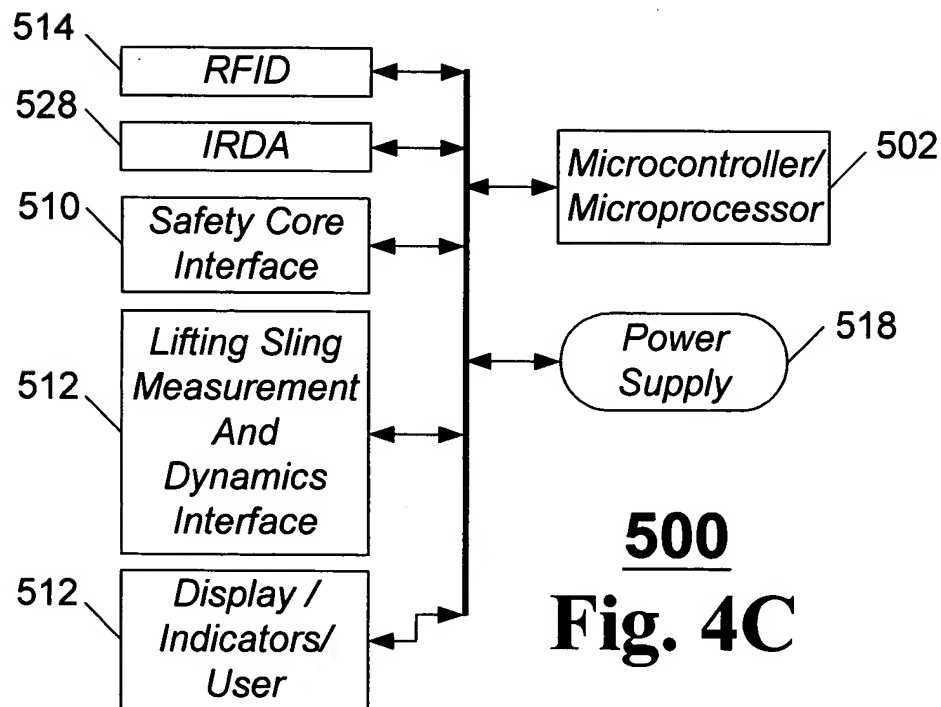 514
RFID
528
IRDA
510
Safety Core
Interface
512
Lifting Sling
Measurement
And
Dynamics
Interface
512
Display /
Indicators/
User
Microcontroller/
Microprocessor
502
Power
Supply
518
500
Fig. 4C